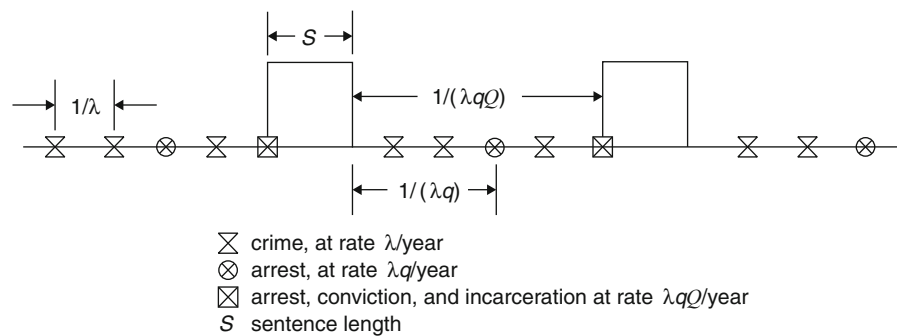 S
1/λ
1/(λqQ)
1/(λq)
crime, at rate λ/year
arrest, at rate λq/year
arrest, conviction, and incarceration at rate λqQ/year
S sentence length